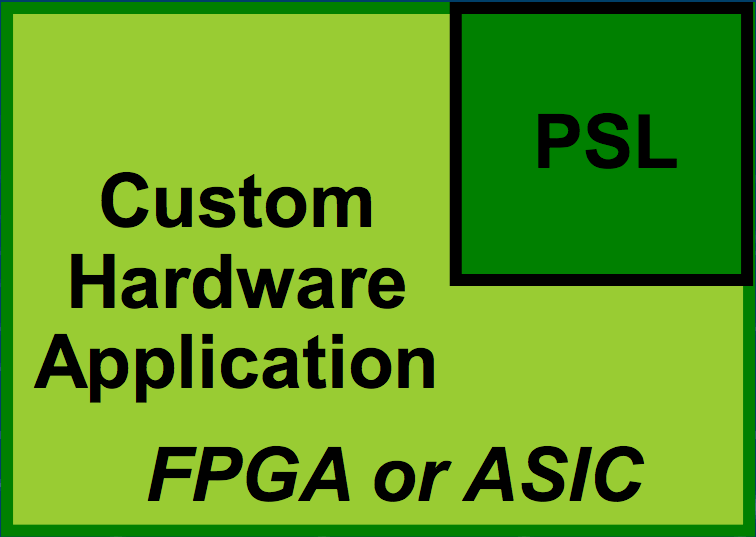 PSL
Custom
Hardware
Application
FPGA or ASIC